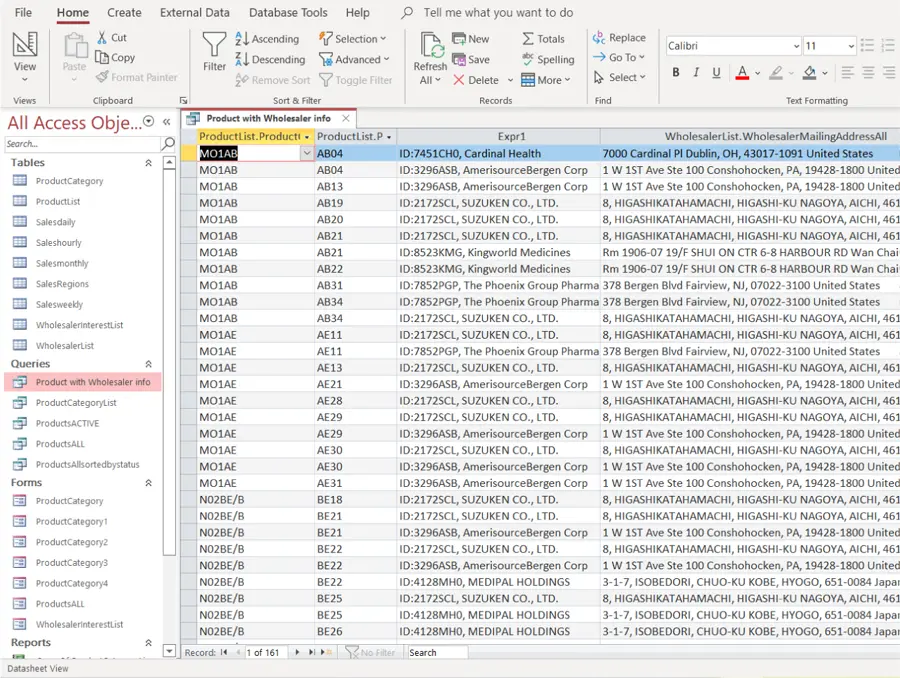 File Home Create External Data Database Tools Help Tell me what you want to do
View
Views
Paste
Cut
Copy
Format Painter
Clipboard
Filter
Ascending
Descending
Remove Sort
Selection
Advanced
Toggle Filter
Sort & Filter
Refresh
All
New
Save
Delete
Totals
Spelling
More
Records
Replace
Go To
Select
Find
Calibri 11
B I U A
Text Formatting
All Access Obje...
Search...
Tables
ProductCategory
ProductList
Salesdaily
Saleshourly
Salesmonthly
SalesRegions
Salesweekly
WholesalerInterestList
WholesalerList
Queries
Product with Wholesaler info
ProductCategoryList
ProductsACTIVE
ProductsALL
ProductsAllsortedbystatus
Forms
ProductCategory
ProductCategory1
ProductCategory2
ProductCategory3
ProductCategory4
ProductsALL
WholesalerInterestList
Reports
Product with Wholesaler info
ProductList.Product ProductList.P Expr1 WholesalerList.WholesalerMailingAddressAll
MO1AB AB04 ID:7451CH0, Cardinal Health 7000 Cardinal Pl Dublin, OH, 43017-1091 United States
MO1AB AB04 ID:3296ASB, AmerisourceBergen Corp 1 W 1ST Ave Ste 100 Conshohocken, PA, 19428-1800 United
MO1AB AB13 ID:3296ASB, AmerisourceBergen Corp 1 W 1ST Ave Ste 100 Conshohocken, PA, 19428-1800 United
MO1AB AB19 ID:2172SCL, SUZUKEN CO., LTD. 8, HIGASHIKATAHAMACHI, HIGASHI-KU NAGOYA, AICHI, 461
MO1AB AB20 ID:2172SCL, SUZUKEN CO., LTD. 8, HIGASHIKATAHAMACHI, HIGASHI-KU NAGOYA, AICHI, 461
MO1AB AB21 ID:2172SCL, SUZUKEN CO., LTD. 8, HIGASHIKATAHAMACHI, HIGASHI-KU NAGOYA, AICHI, 461
MO1AB AB21 ID:8523KMG, Kingworld Medicines Rm 1906-07 19/F SHUI ON CTR 6-8 HARBOUR RD Wan Chai
MO1AB AB22 ID:8523KMG, Kingworld Medicines Rm 1906-07 19/F SHUI ON CTR 6-8 HARBOUR RD Wan Chai
MO1AB AB31 ID:7852PGP, The Phoenix Group Pharma 378 Bergen Blvd Fairview, NJ, 07022-3100 United States
MO1AB AB34 ID:7852PGP, The Phoenix Group Pharma 378 Bergen Blvd Fairview, NJ, 07022-3100 United States
MO1AB AB34 ID:2172SCL, SUZUKEN CO., LTD. 8, HIGASHIKATAHAMACHI, HIGASHI-KU NAGOYA, AICHI, 461
MO1AE AE11 ID:2172SCL, SUZUKEN CO., LTD. 8, HIGASHIKATAHAMACHI, HIGASHI-KU NAGOYA, AICHI, 461
MO1AE AE11 ID:7852PGP, The Phoenix Group Pharma 378 Bergen Blvd Fairview, NJ, 07022-3100 United States
MO1AE AE13 ID:2172SCL, SUZUKEN CO., LTD. 8, HIGASHIKATAHAMACHI, HIGASHI-KU NAGOYA, AICHI, 461
MO1AE AE21 ID:3296ASB, AmerisourceBergen Corp 1 W 1ST Ave Ste 100 Conshohocken, PA, 19428-1800 United
MO1AE AE28 ID:2172SCL, SUZUKEN CO., LTD. 8, HIGASHIKATAHAMACHI, HIGASHI-KU NAGOYA, AICHI, 461
MO1AE AE29 ID:2172SCL, SUZUKEN CO., LTD. 8, HIGASHIKATAHAMACHI, HIGASHI-KU NAGOYA, AICHI, 461
MO1AE AE29 ID:3296ASB, AmerisourceBergen Corp 1 W 1ST Ave Ste 100 Conshohocken, PA, 19428-1800 United
MO1AE AE30 ID:2172SCL, SUZUKEN CO., LTD. 8, HIGASHIKATAHAMACHI, HIGASHI-KU NAGOYA, AICHI, 461
MO1AE AE30 ID:3296ASB, AmerisourceBergen Corp 1 W 1ST Ave Ste 100 Conshohocken, PA, 19428-1800 United
MO1AE AE31 ID:3296ASB, AmerisourceBergen Corp 1 W 1ST Ave Ste 100 Conshohocken, PA, 19428-1800 United
N02BE/B BE18 ID:2172SCL, SUZUKEN CO., LTD. 8, HIGASHIKATAHAMACHI, HIGASHI-KU NAGOYA, AICHI, 461
N02BE/B BE21 ID:2172SCL, SUZUKEN CO., LTD. 8, HIGASHIKATAHAMACHI, HIGASHI-KU NAGOYA, AICHI, 461
N02BE/B BE21 ID:3296ASB, AmerisourceBergen Corp 1 W 1ST Ave Ste 100 Conshohocken, PA, 19428-1800 United
N02BE/B BE22 ID:2172SCL, SUZUKEN CO., LTD. 8, HIGASHIKATAHAMACHI, HIGASHI-KU NAGOYA, AICHI, 461
N02BE/B BE22 ID:3296ASB, AmerisourceBergen Corp 1 W 1ST Ave Ste 100 Conshohocken, PA, 19428-1800 United
N02BE/B BE22 ID:4128MH0, MEDIPAL HOLDINGS 3-1-7, ISOBEDORI, CHUO-KU KOBE, HYOGO, 651-0084 Japan
N02BE/B BE25 ID:2172SCL, SUZUKEN CO., LTD. 8, HIGASHIKATAHAMACHI, HIGASHI-KU NAGOYA, AICHI, 461
N02BE/B BE25 ID:4128MH0, MEDIPAL HOLDINGS 3-1-7, ISOBEDORI, CHUO-KU KOBE, HYOGO, 651-0084 Japan
N02BE/B BE26 ID:4128MH0, MEDIPAL HOLDINGS 3-1-7, ISOBEDORI, CHUO-KU KOBE, HYOGO, 651-0084 Japan
Record: 1 of 161 No Filter Search
Datasheet View